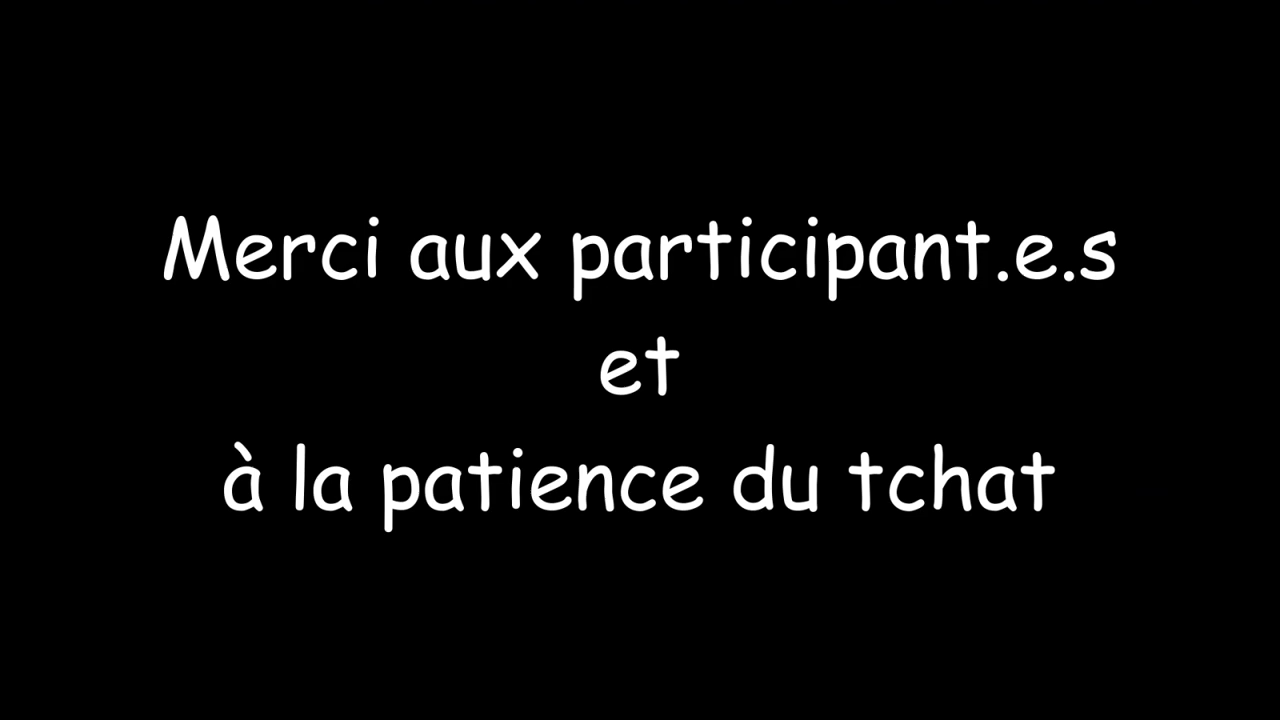 Merci aux participant.e.s
et
à la patience du tchat